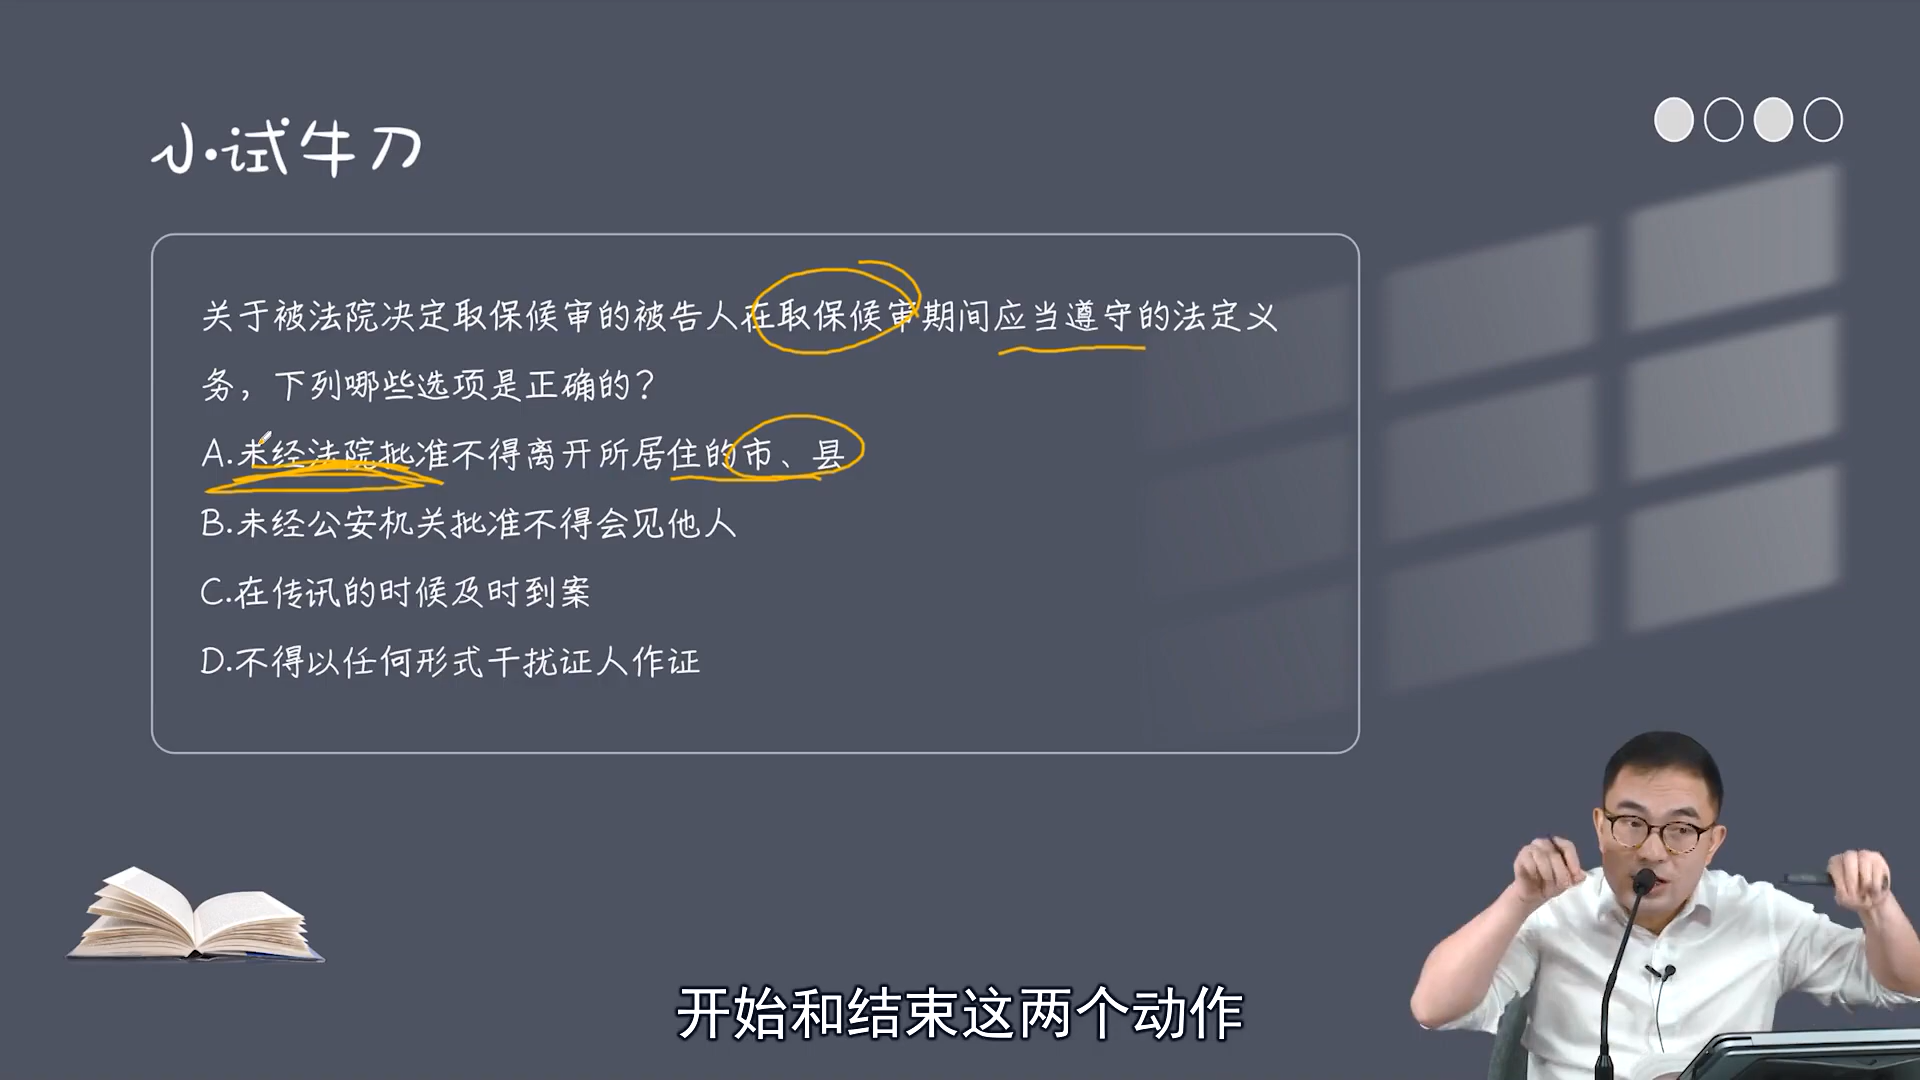 小试牛刀
关于被法院决定取保候审的被告人在取保候审期间应当遵守的法定义
务，下列哪些选项是正确的？
A.未经法院批准不得离开所居住的市、县
B.未经公安机关批准不得会见他人
C.在传讯的时候及时到案
D.不得以任何形式干扰证人作证
开始和结束这两个动作